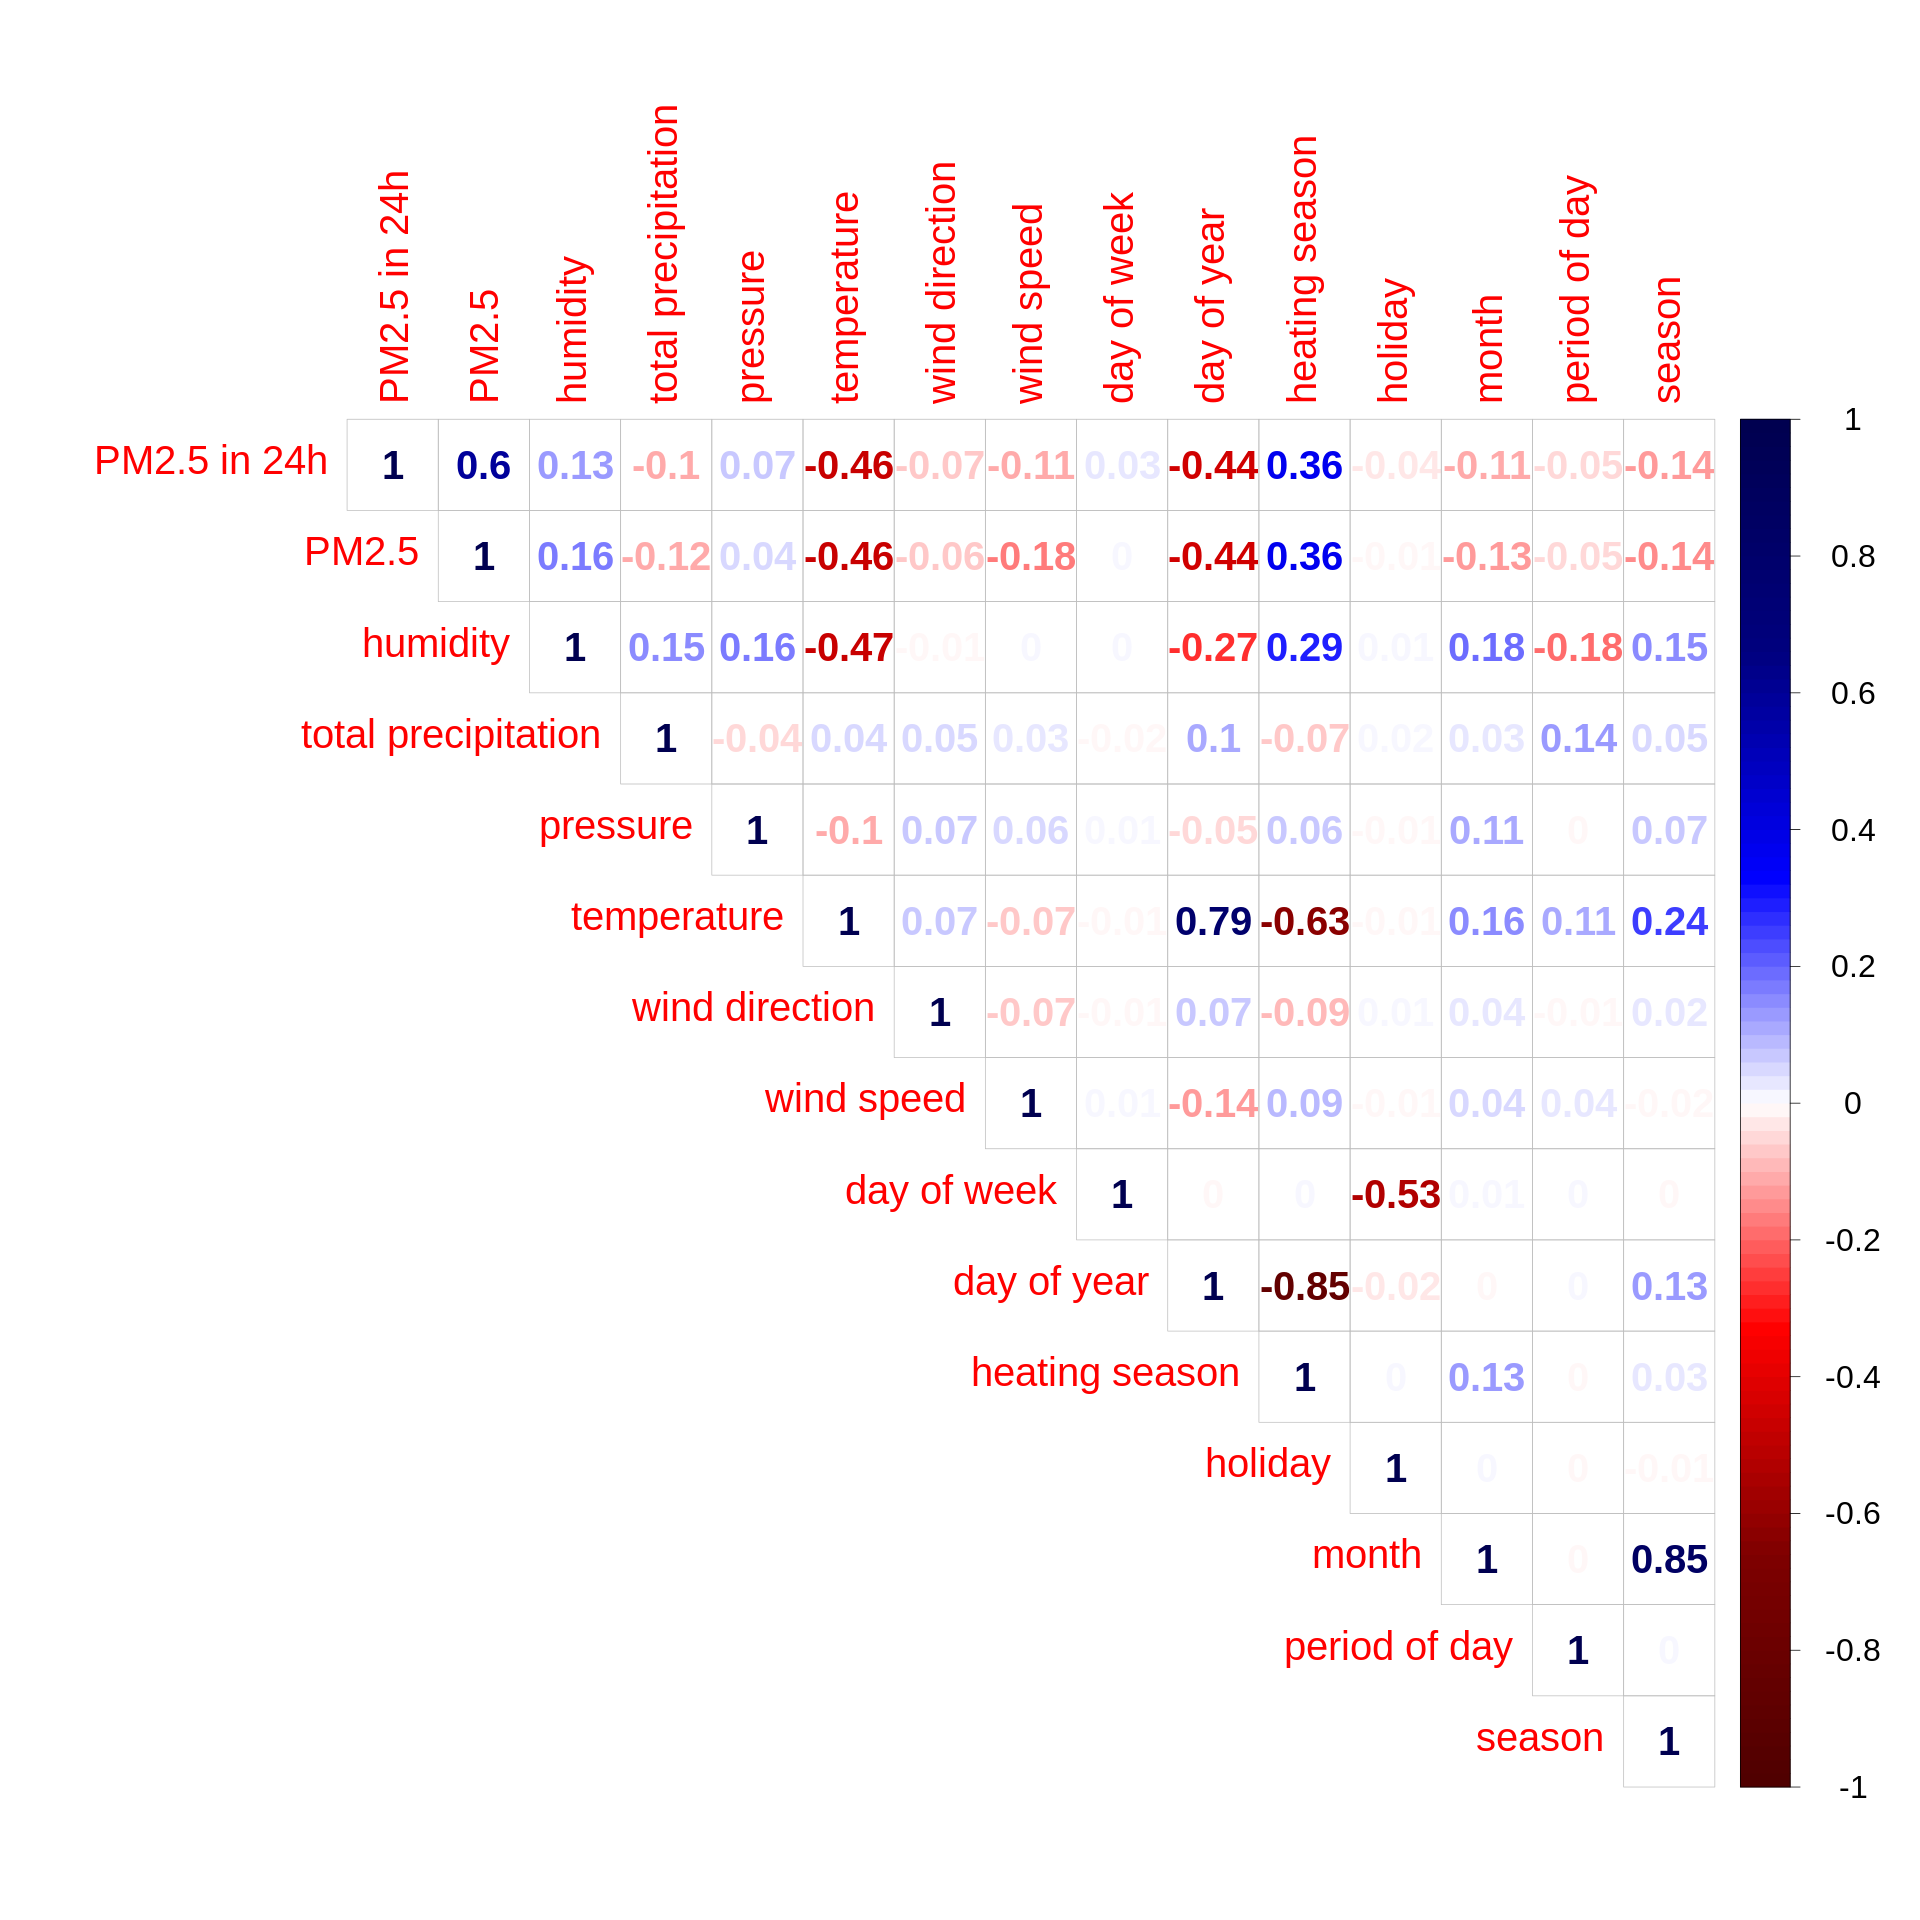 PM2.5 in 24h PM2.5 humidity total precipitation pressure temperature wind direction wind speed day of week day of year heating season holiday month period of day season
PM2.5 in 24h 1 0.6 0.13 -0.1 0.07 -0.46 -0.07 -0.11 0.03 -0.44 0.36 -0.04 -0.11 -0.05 -0.14
PM2.5 1 0.16 -0.12 0.04 -0.46 -0.06 -0.18 0 -0.44 0.36 -0.01 -0.13 -0.05 -0.14
humidity 1 0.15 0.16 -0.47 -0.01 0 0 -0.27 0.29 0.01 0.18 -0.18 0.15
total precipitation 1 -0.04 0.04 0.05 0.03 -0.02 0.1 -0.07 0.02 0.03 0.14 0.05
pressure 1 -0.1 0.07 0.06 0.01 -0.05 0.06 -0.01 0.11 0 0.07
temperature 1 0.07 -0.07 -0.01 0.79 -0.63 -0.01 0.16 0.11 0.24
wind direction 1 -0.07 -0.01 0.07 -0.09 0.01 0.04 -0.01 0.02
wind speed 1 0.01 -0.14 0.09 -0.01 0.04 0.04 -0.02
day of week 1 0 0 -0.53 0.01 0 0
day of year 1 -0.85 -0.02 0 0 0.13
heating season 1 0 0.13 0 0.03
holiday 1 0 0 -0.01
month 1 0 0.85
period of day 1 0
season 1
1
0.8
0.6
0.4
0.2
0
-0.2
-0.4
-0.6
-0.8
-1